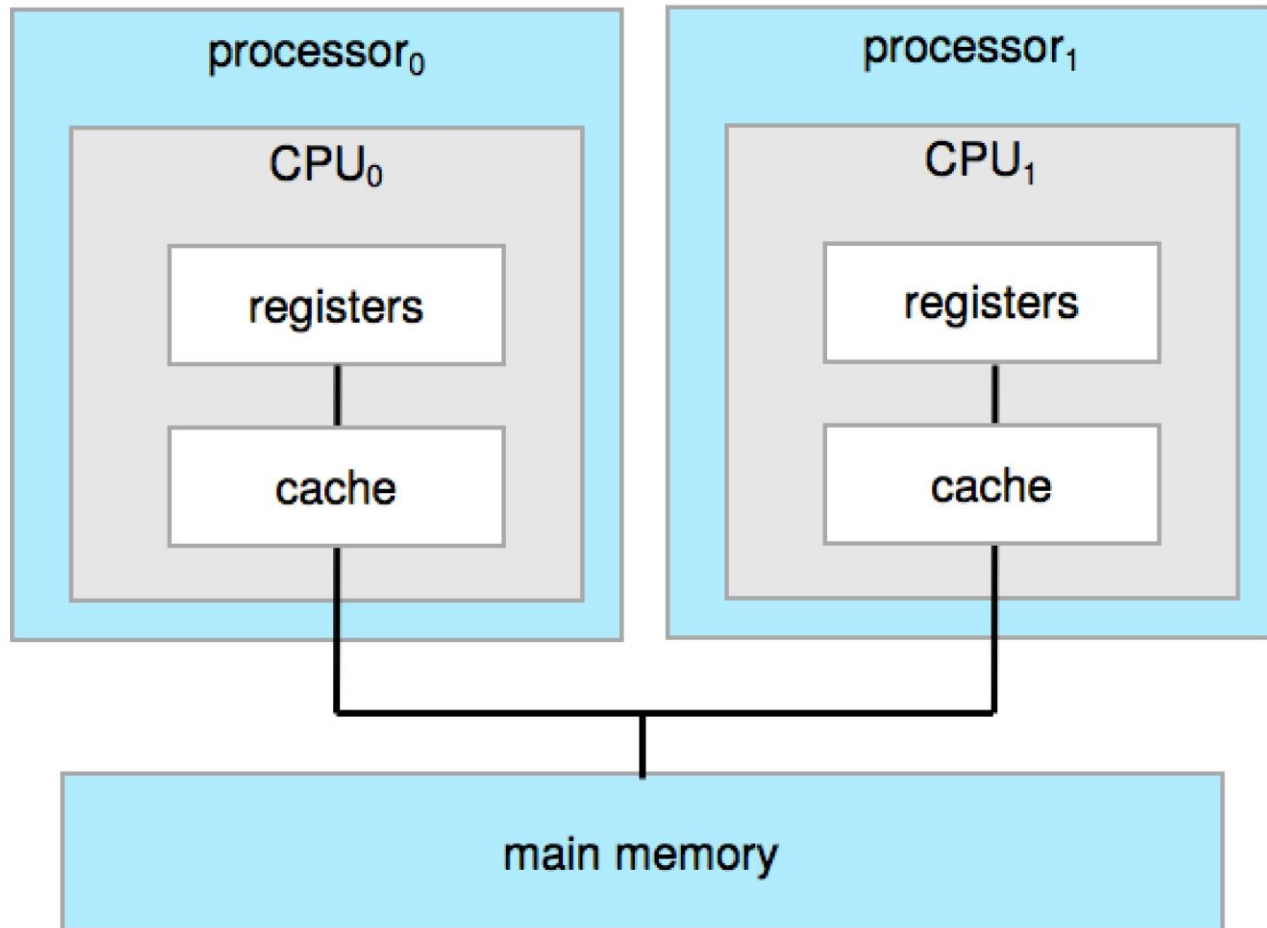 processor₀
processor₁
CPU₀
CPU₁
registers
registers
cache
cache
main memory